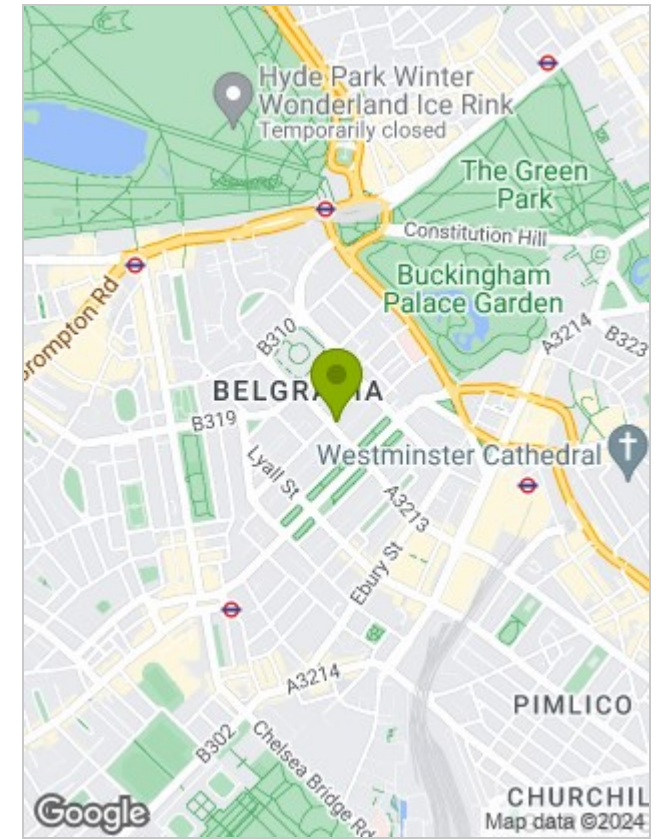 Hyde Park Winter
Wonderland Ice Rink
Temporarily closed
The Green
Park
Constitution Hill
Buckingham
Palace Garden
A3214
B323
rompton Rd
B310
BELGRA IA
B319
Lyall St
Westminster Cathedral
A3213
Ebury St
A3214
PIMLICO
B302
Chelsea Bridge Rd
CHURCHIL
Google
Map data ©2024